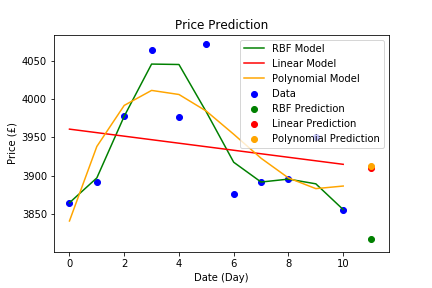 Price Prediction
4050
4000
3950
3900
3850
Price (£)
RBF Model
Linear Model
Polynomial Model
Data
RBF Prediction
Linear Prediction
Polynomial Prediction
0 2 4 6 8 10
Date (Day)